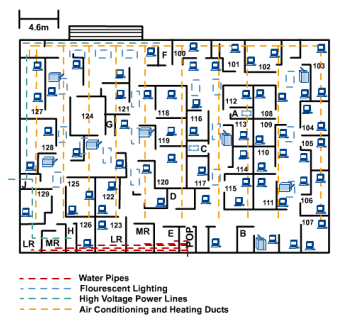 4.6m
F 100 101 102 103
127 124 121 118 112 108
G A
128 119 113 109 104
C 105
110
J 125 120 117 114
129 122 D 115 111 106
H 126 123 MR E POP B 107
LR MR LR
Water Pipes
Flourescent Lighting
High Voltage Power Lines
Air Conditioning and Heating Ducts